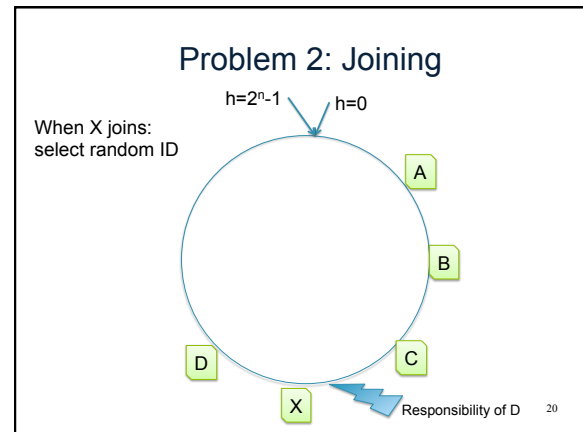 Problem 2: Joining
h=2ⁿ-1
h=0
When X joins:
select random ID
A
B
C
D
X
Responsibility of D
20